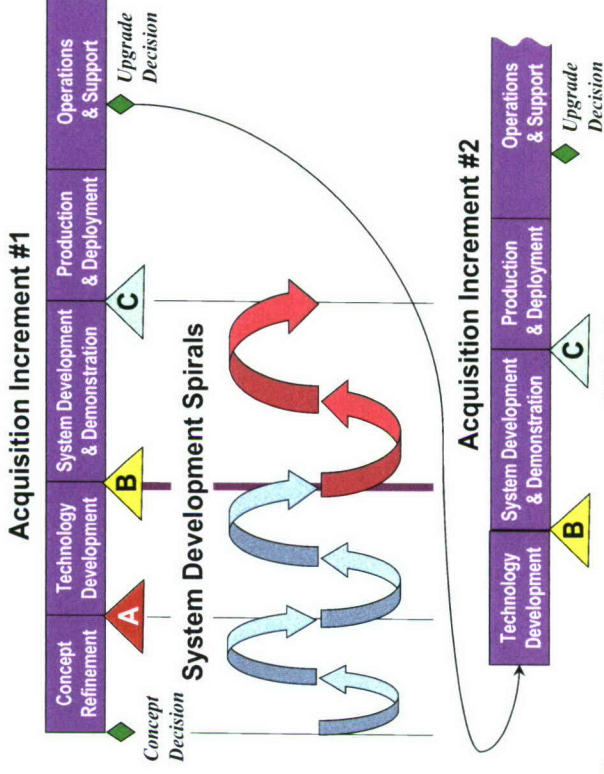 Acquisition Increment #1
Concept
Refinement
Technology
Development
System Development
& Demonstration
Production
& Deployment
Operations
& Support
A
B
C
Concept
Decision
Upgrade
Decision
System Development Spirals
Acquisition Increment #2
Technology
Development
System Development
& Demonstration
Production
& Deployment
Operations
& Support
B
C
Upgrade
Decision